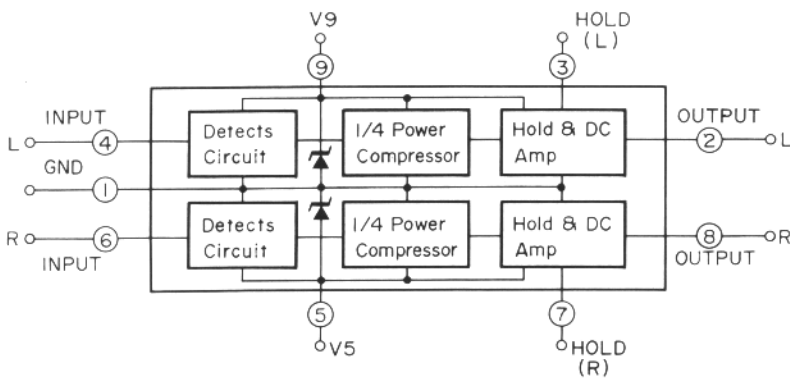 V9
HOLD
(L)
9
3
INPUT
OUTPUT
L
4
Detects
Circuit
1/4 Power
Compressor
Hold & DC
Amp
2
L
GND
1
R
6
Detects
Circuit
1/4 Power
Compressor
Hold & DC
Amp
8
R
INPUT
OUTPUT
5
7
V5
HOLD
(R)